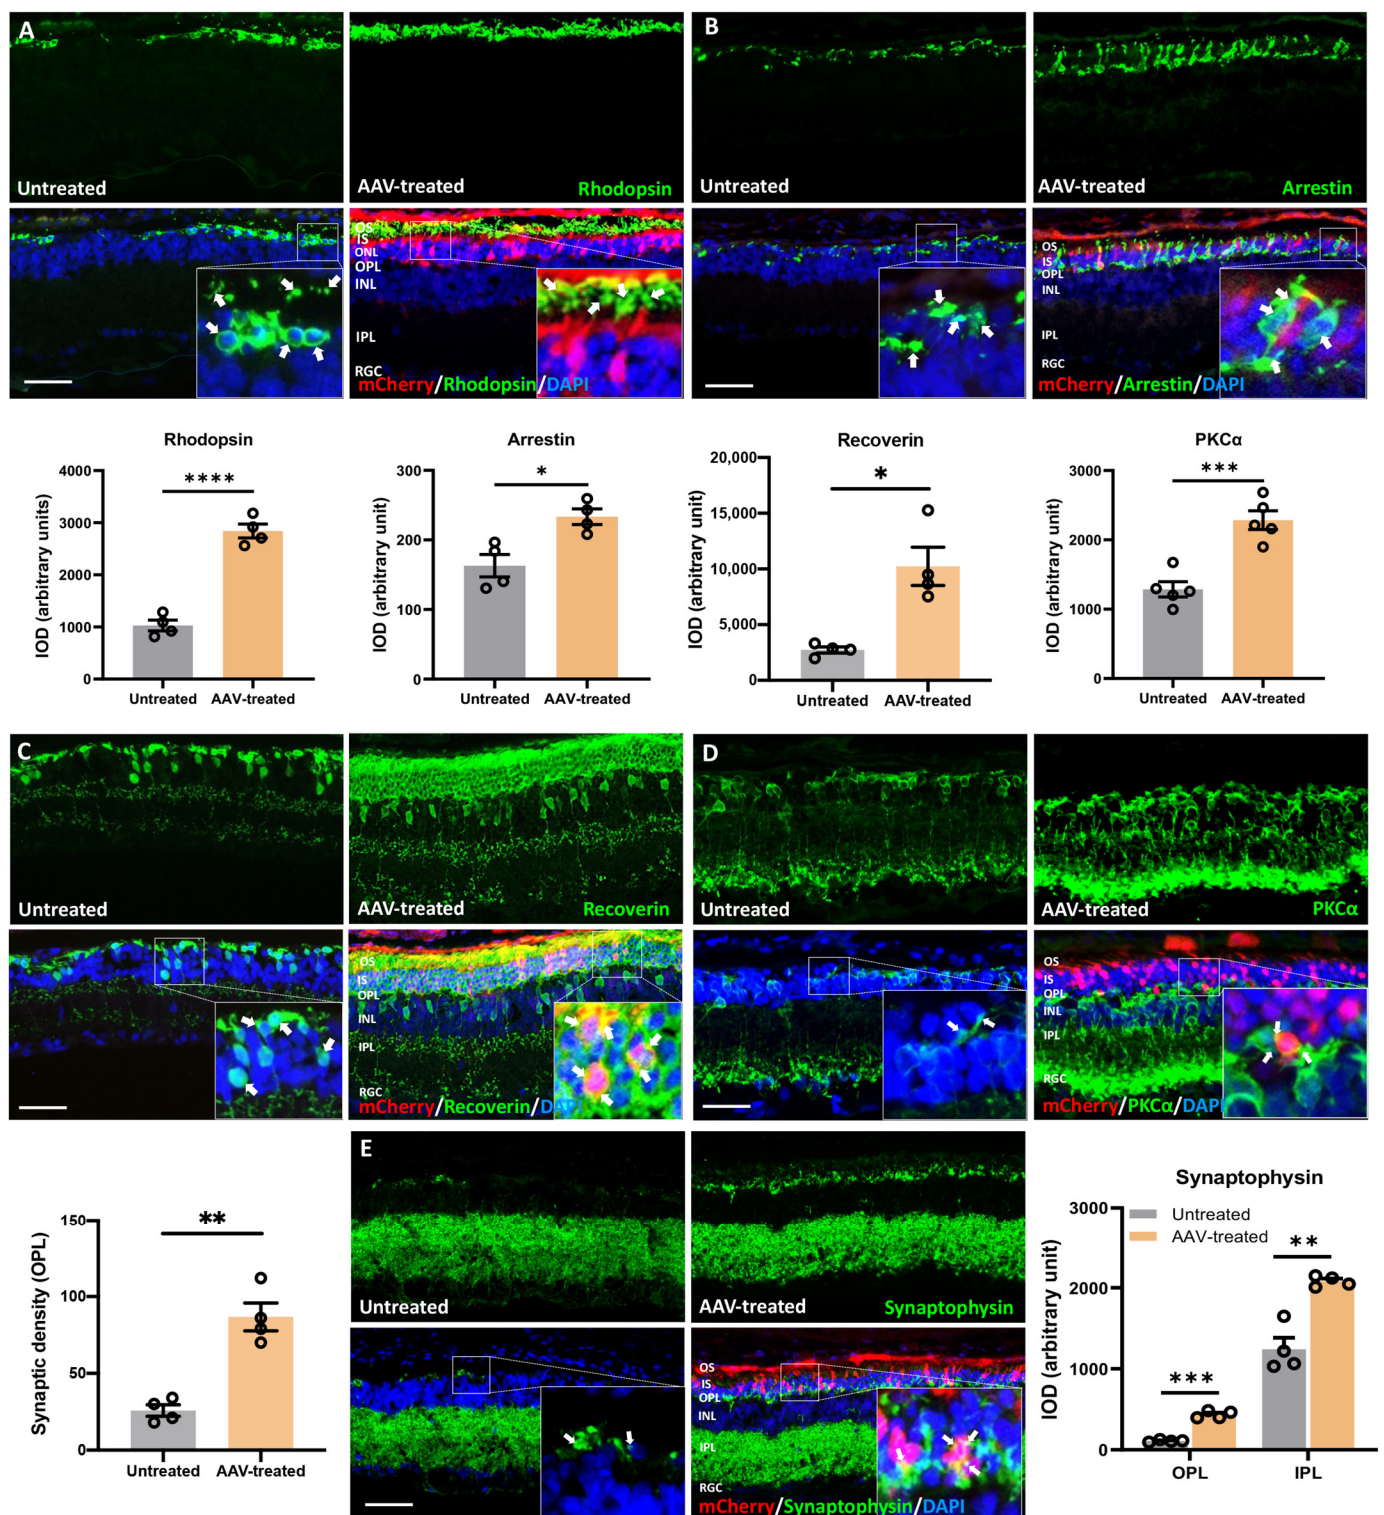 A
B
Untreated
AAV-treated
Rhodopsin
Untreated
AAV-treated
Arrestin
OS
IS
ONL
OPL
INL
IPL
RGC
mCherry/Rhodopsin/DAPI
OS
IS
OPL
INL
IPL
RGC
mCherry/Arrestin/DAPI
Rhodopsin
IOD (arbitrary units)
4000
3000
2000
1000
0
****
Untreated
AAV-treated
Arrestin
IOD (arbitrary unit)
300
200
100
0
*
Untreated
AAV-treated
Recoverin
IOD (arbitrary unit)
20,000
15,000
10,000
5,000
0
*
Untreated
AAV-treated
PKCα
IOD (arbitrary unit)
3000
2000
1000
0
***
Untreated
AAV-treated
C
D
Untreated
AAV-treated
Recoverin
Untreated
AAV-treated
PKCα
OS
IS
OPL
INL
IPL
RGC
mCherry/Recoverin/DAPI
OS
IS
OPL
INL
IPL
RGC
mCherry/PKCα/DAPI
Synaptic density (OPL)
150
100
50
0
**
Untreated
AAV-treated
E
Untreated
AAV-treated
Synaptophysin
OS
IS
OPL
INL
IPL
RGC
mCherry/Synaptophysin/DAPI
Synaptophysin
IOD (arbitrary unit)
3000
2000
1000
0
Untreated
AAV-treated
***
**
OPL
IPL